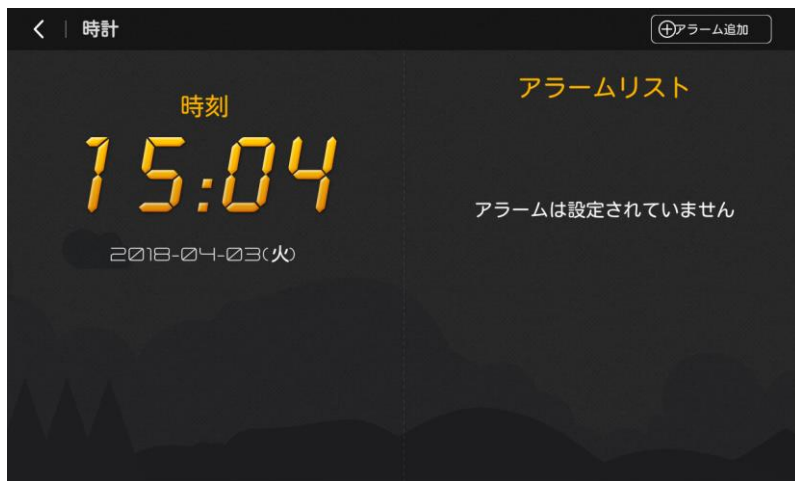 時計
アラーム追加
時刻
15:04
2018-04-03(火)
アラームリスト
アラームは設定されていません